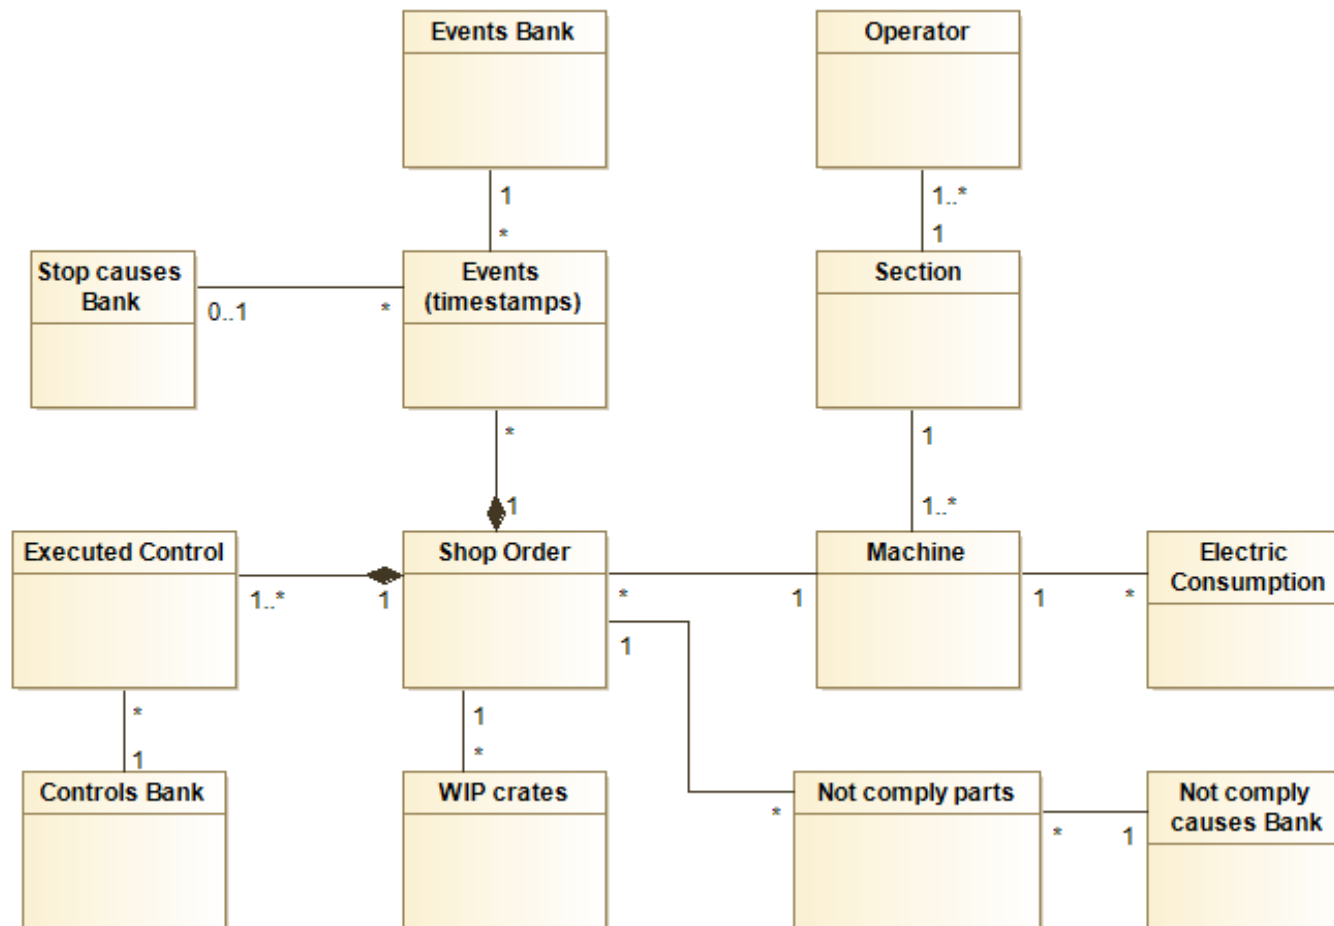 Events Bank
Operator
1
*
1..*
1
Stop causes
Bank
0..1
*
Events
(timestamps)
Section
*
1
1
1..*
Executed Control
1..*
1
Shop Order
*
1
Machine
1
*
Electric
Consumption
1
*
1
1
*
Controls Bank
WIP crates
*
Not comply parts
*
1
Not comply
causes Bank